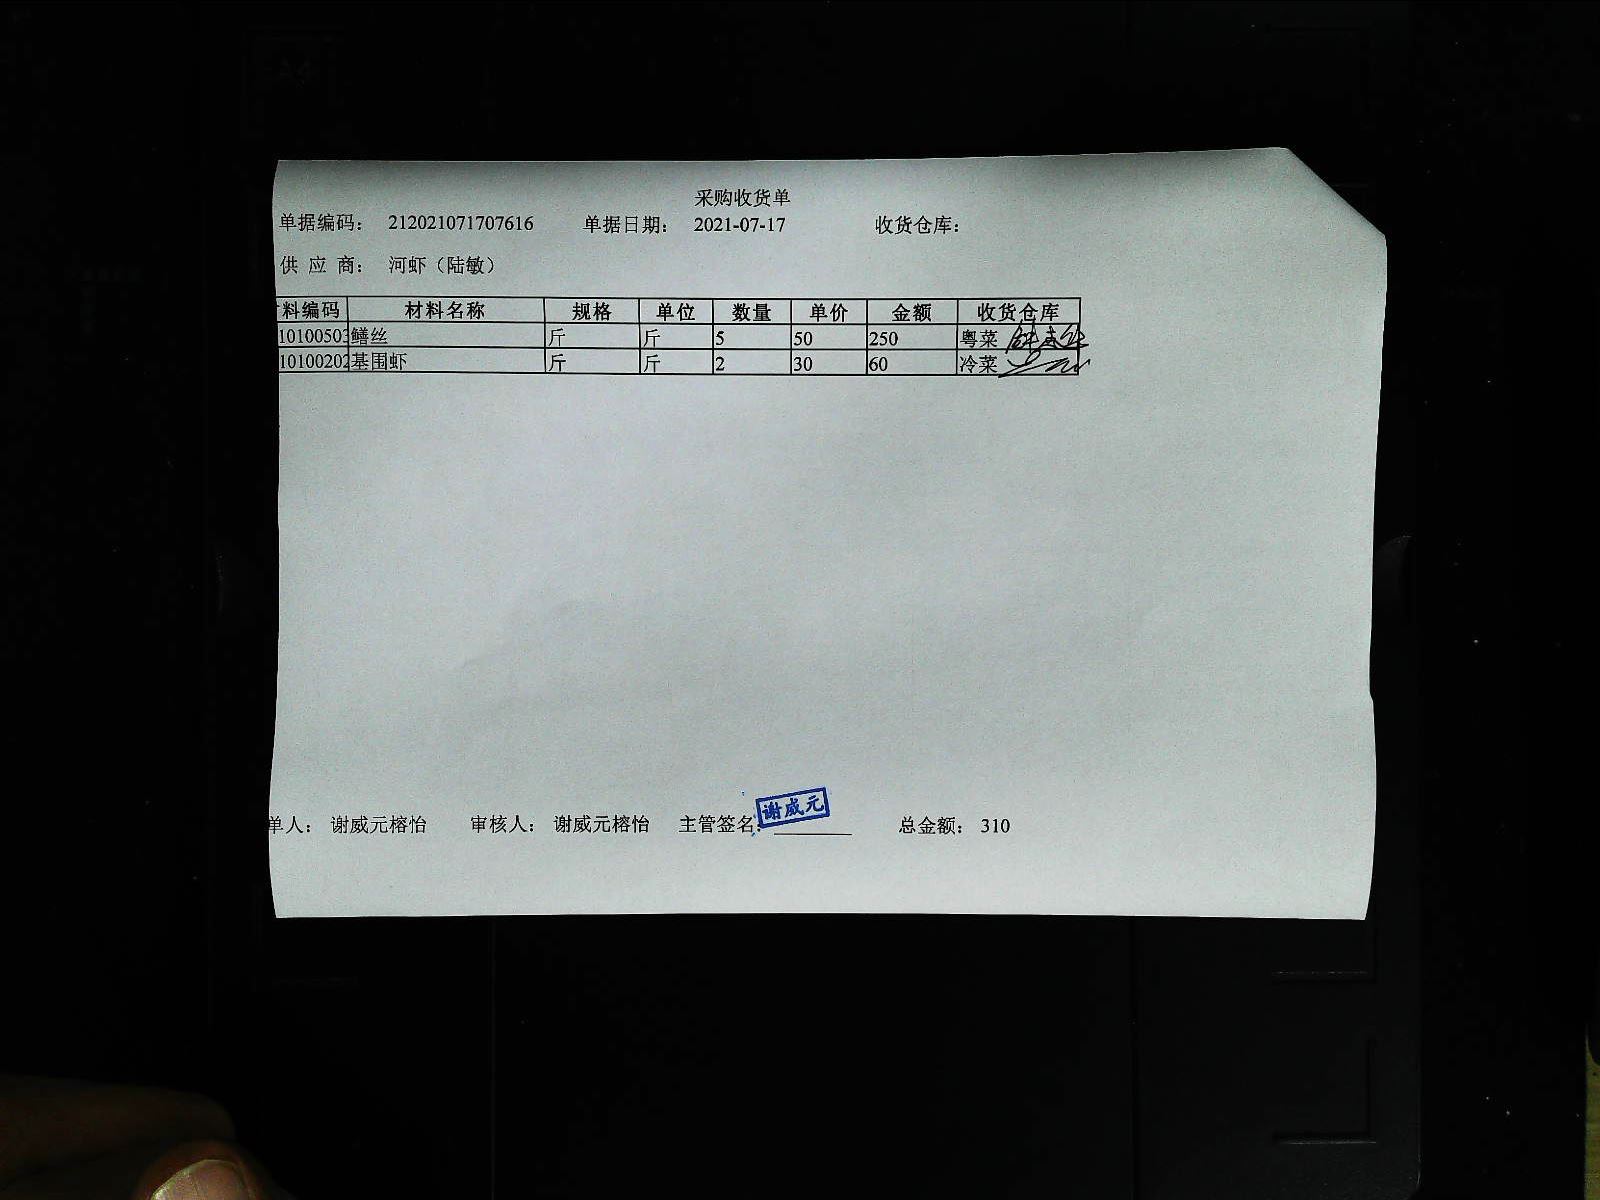 采购收货单
单据编码： 212021071707616 单据日期： 2021-07-17 收货仓库：
供 应 商： 河虾（陆敏）
料编码 材料名称 规格 单位 数量 单价 金额 收货仓库
10100503 鳝丝 斤 斤 5 50 250 粤菜
10100202 基围虾 斤 斤 2 30 60 冷菜
单人： 谢威元榕怡 审核人： 谢威元榕怡 主管签名： 谢威元 总金额： 310